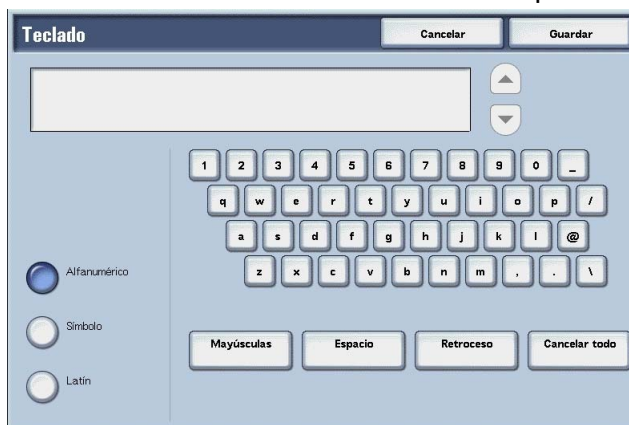 Teclado Cancelar Guardar
1 2 3 4 5 6 7 8 9 0 _
q w e r t y u i o p /
a s d f g h j k l @
z x c v b n m , . \
Alfanumérico
Símbolo
Mayúsculas Espacio Retroceso Cancelar todo
Latín